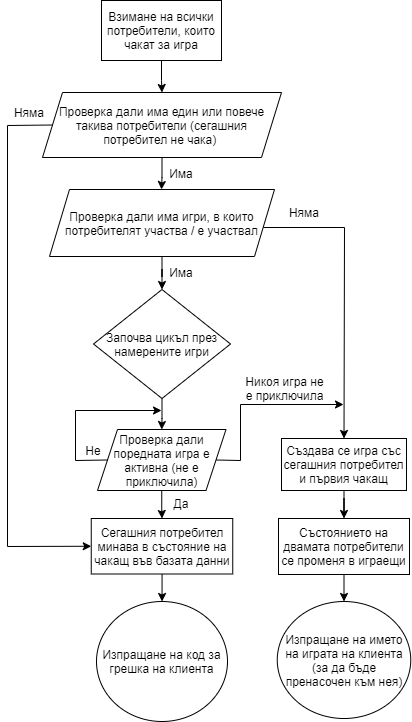 Взимане на всички
потребители, които
чакат за игра
Няма
Проверка дали има един или повече
такива потребители (сегашния
потребител не чака)
Има
Проверка дали има игри, в които
потребителят участва / е участвал
Няма
Има
Започва цикъл през
намерените игри
Никоя игра не
е приключила
Не
Проверка дали
поредната игра е
активна (не е
приключила)
Създава се игра със
сегашния потребител
и първия чакащ
Да
Сегашния потребител
минава в състояние на
чакащ във базата данни
Състоянието на
двамата потребители
се променя в играещи
Изпращане на код за
грешка на клиента
Изпращане на името
на играта на клиента
(за да бъде
пренасочен към нея)